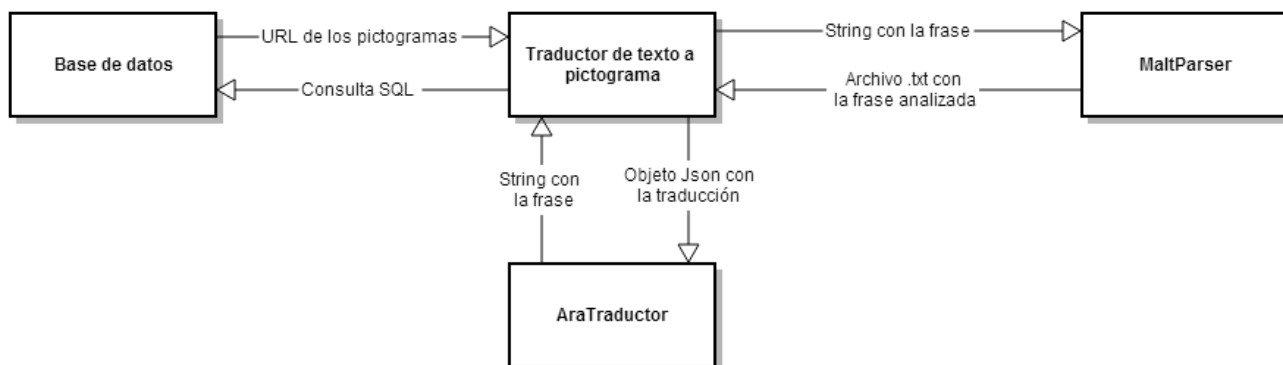 URL de los pictogramas
String con la frase
Base de datos
Traductor de texto a
pictograma
MaltParser
Consulta SQL
Archivo .txt con
la frase analizada
String con
la frase
Objeto Json con
la traducción
AraTraductor